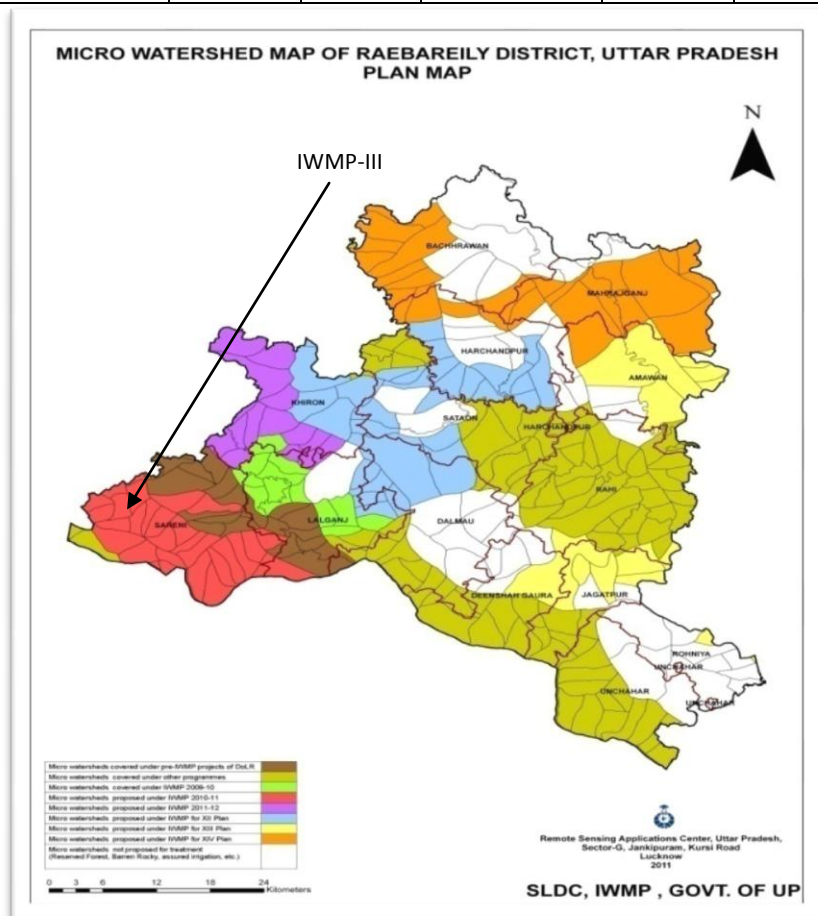 MICRO WATERSHED MAP OF RAEBAREILY DISTRICT, UTTAR PRADESH
PLAN MAP
N
IWMP-III
BACHHRAWAN
MAHRAJGANJ
HARCHANDPUR
AMAWAN
KHIRON
SATAON
HARCHANDPUR
RAHI
SARENI
LALGANJ
DALMAU
DEENSHAH GAURA
JAGATPUR
ROHNIYA
UNCHAHAR
UNCHAHAR
UNCHAHAR
Micro watersheds covered under pre-IWMP projects of DoLR
Micro watersheds covered under other programmes
Micro watersheds covered under IWMP 2009-10
Micro watersheds proposed under IWMP 2010-11
Micro watersheds proposed under IWMP 2011-12
Micro watersheds proposed under IWMP for XII Plan
Micro watersheds proposed under IWMP for XIII Plan
Micro watersheds proposed under IWMP for XIV Plan
Micro watersheds not proposed for treatment
(Reserved Forest, Barren Rocky, assured irrigation, etc.)
0 3 6 12 18 24
Kilometers
Remote Sensing Applications Center, Uttar Pradesh,
Sector-G, Jankipuram, Kursi Road
Lucknow
2011
SLDC, IWMP , GOVT. OF UP